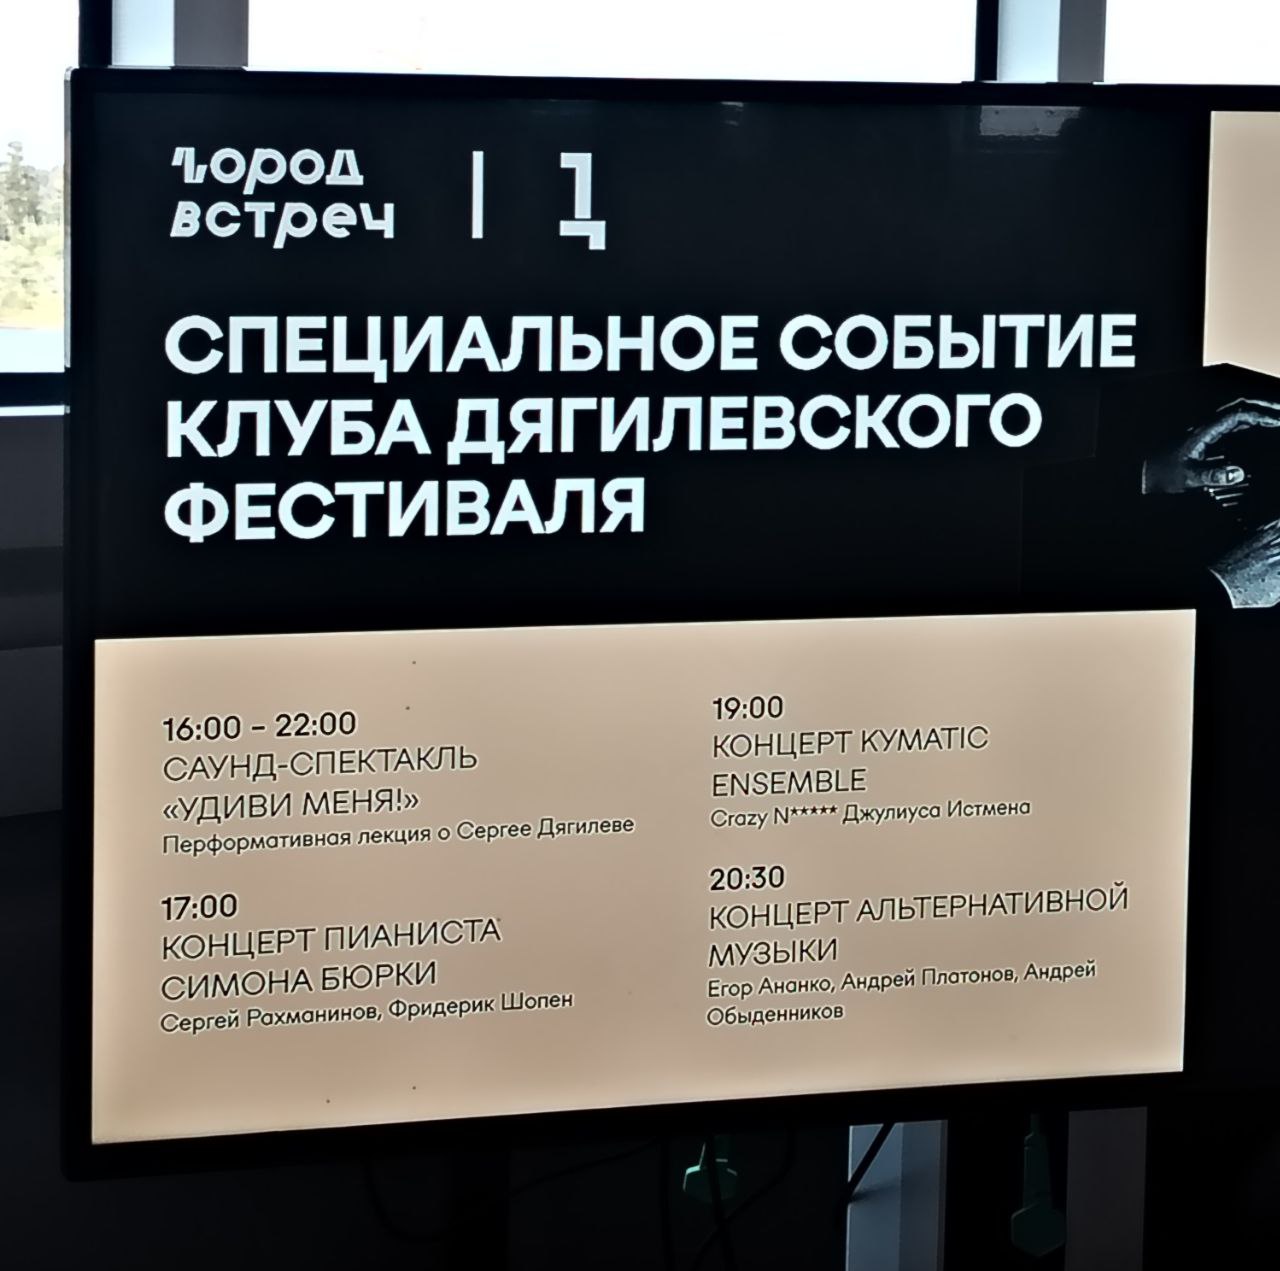 город
встреч
Д
СПЕЦИАЛЬНОЕ СОБЫТИЕ
КЛУБА ДЯГИЛЕВСКОГО
ФЕСТИВАЛЯ
16:00 – 22:00
САУНД-СПЕКТАКЛЬ
«УДИВИ МЕНЯ!»
Перформативная лекция о Сергее Дягилеве
17:00
КОНЦЕРТ ПИАНИСТА
СИМОНА БЮРКИ
Сергей Рахманинов, Фридерик Шопен
19:00
КОНЦЕРТ KYMATIC
ENSEMBLE
Crazy N***** Джулиуса Истмена
20:30
КОНЦЕРТ АЛЬТЕРНАТИВНОЙ
МУЗЫКИ
Егор Ананко, Андрей Платонов, Андрей
Обыденников